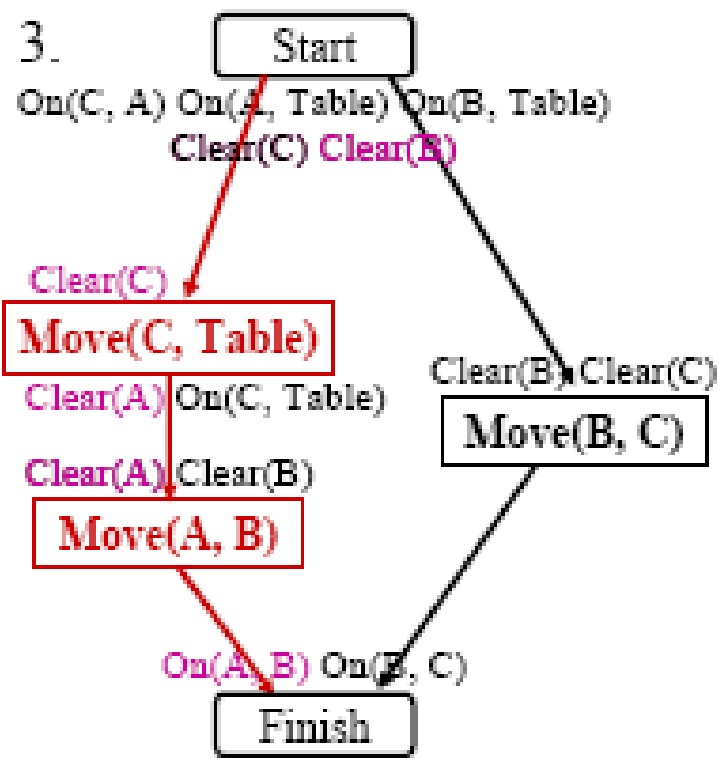 3.
Start
On(C, A) On(A, Table) On(B, Table)
Clear(C) Clear(B)
Clear(C)
Move(C, Table)
Clear(A) On(C, Table)
Clear(B) Clear(C)
Move(B, C)
Clear(A) Clear(B)
Move(A, B)
On(A, B) On(B, C)
Finish